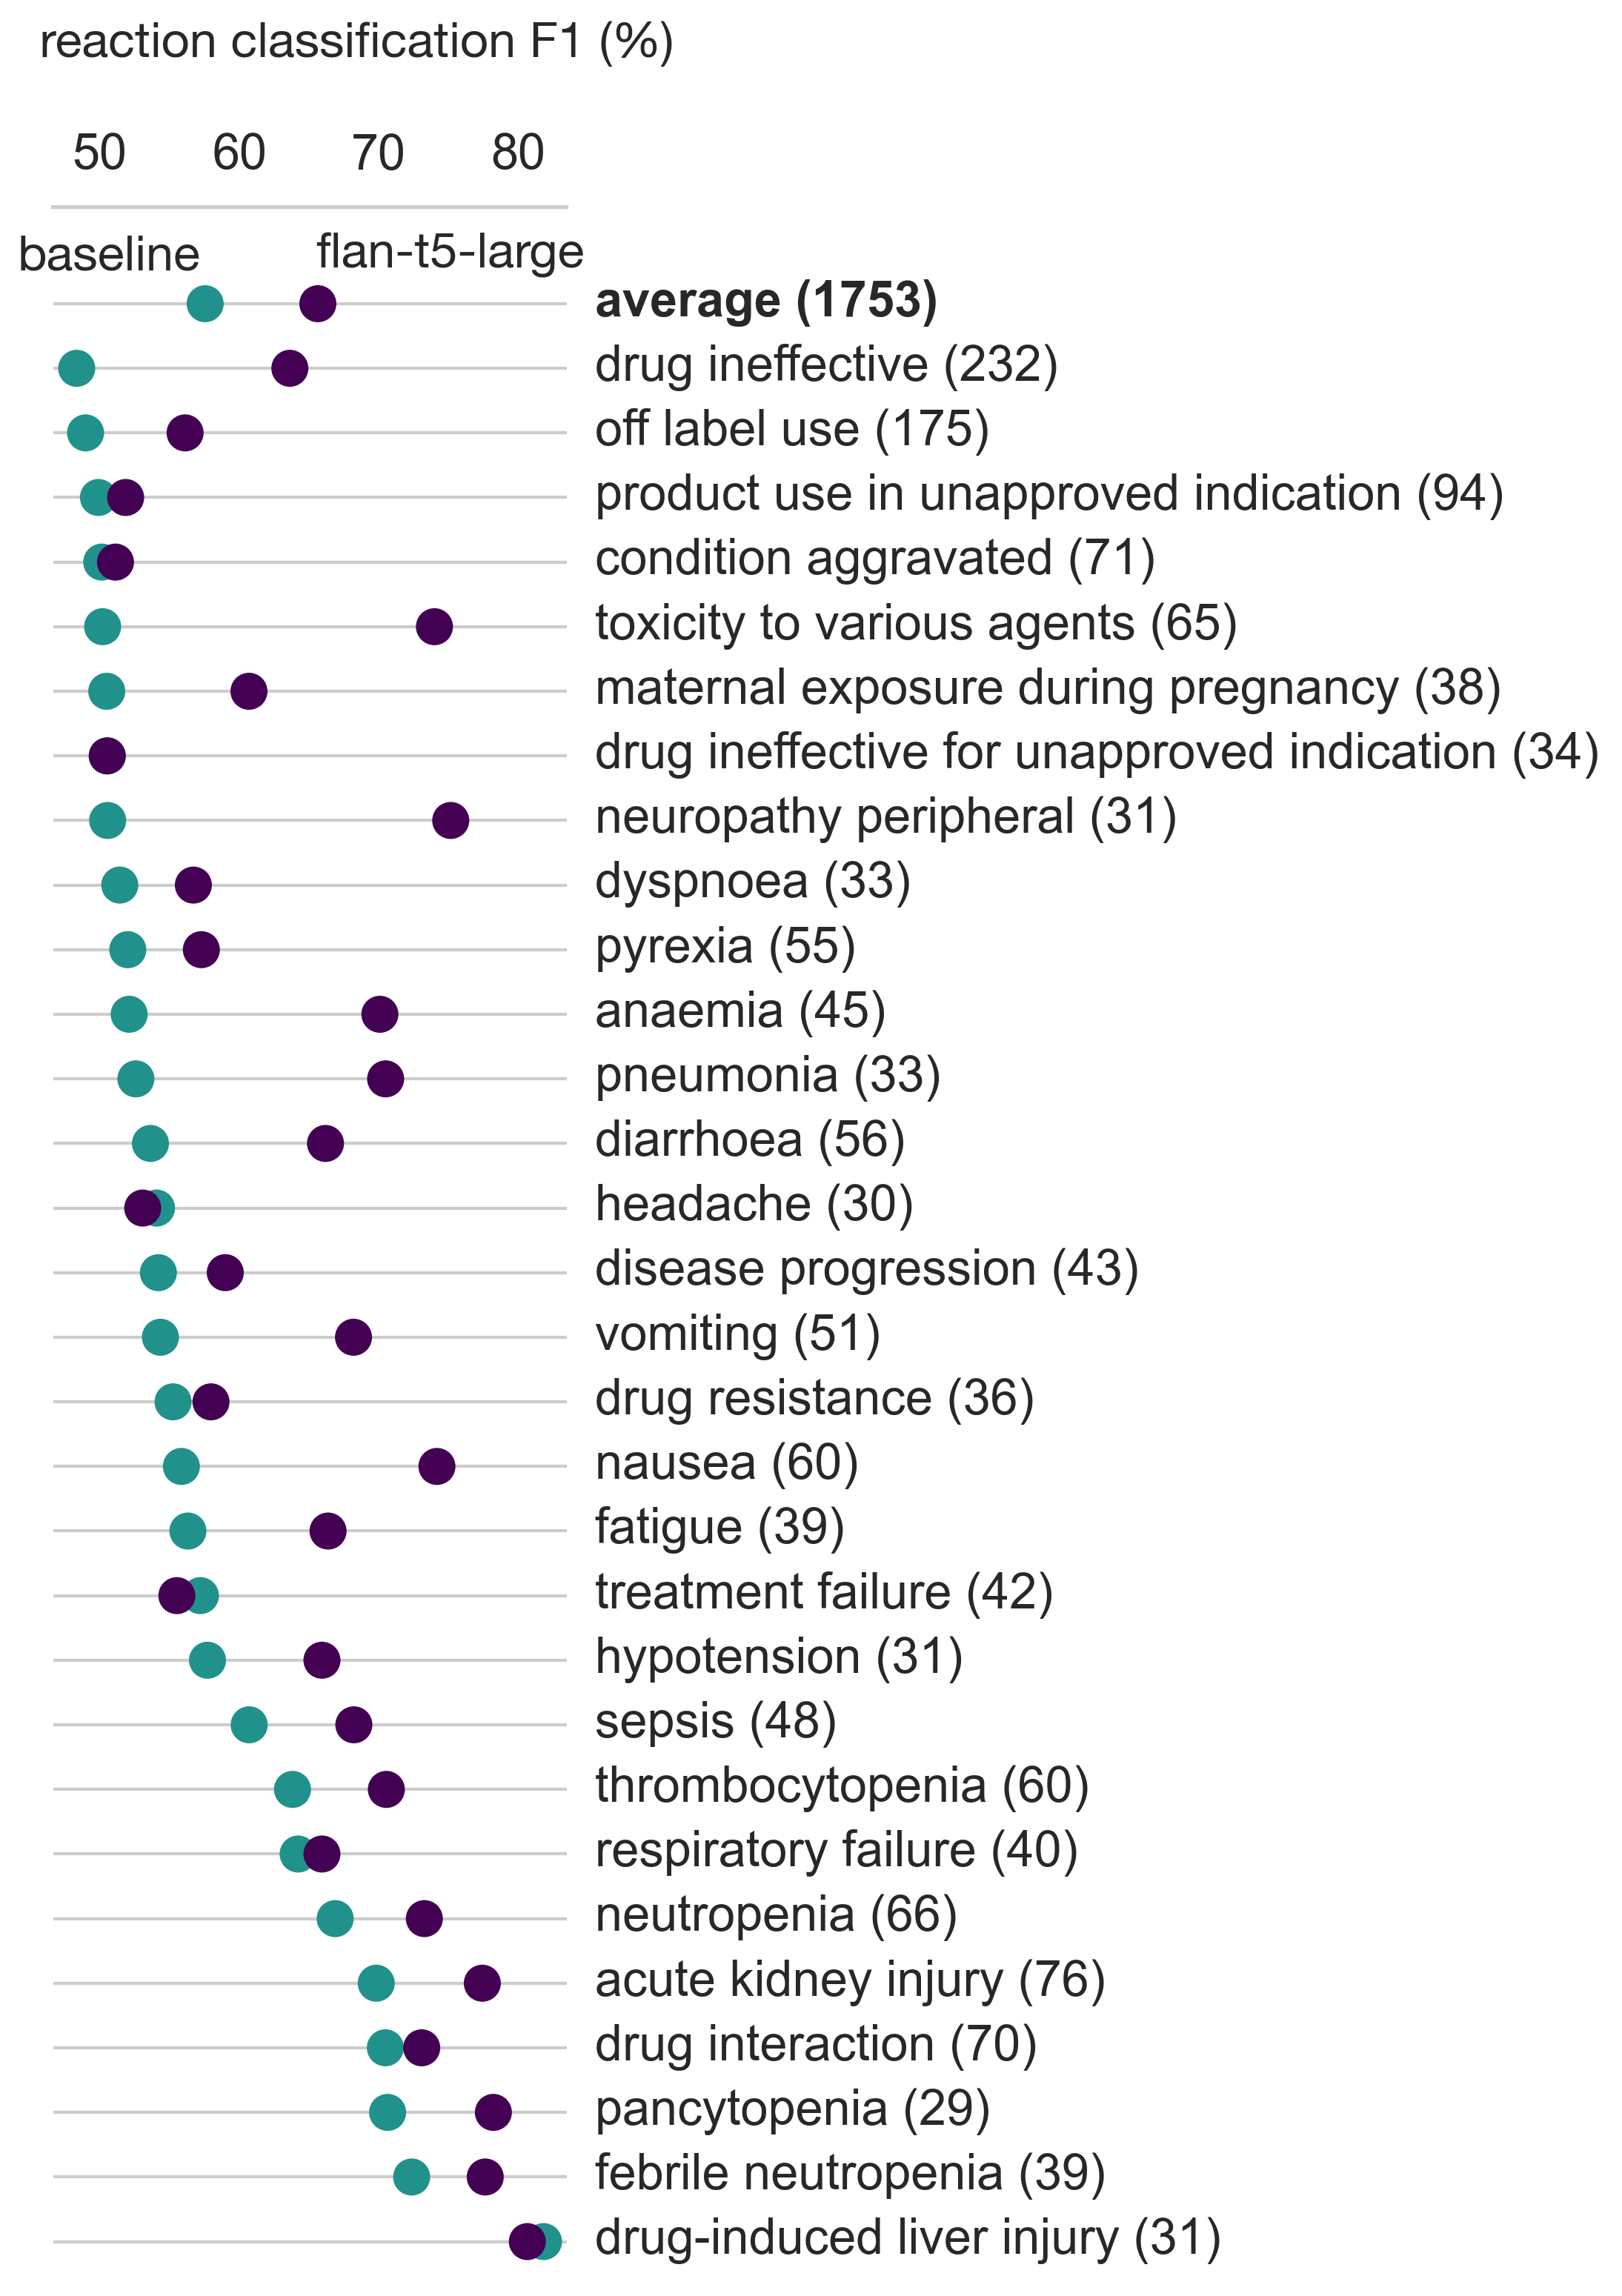 reaction classification F1 (%)
50 60 70 80
baseline flan-t5-large
average (1753)
drug ineffective (232)
off label use (175)
product use in unapproved indication (94)
condition aggravated (71)
toxicity to various agents (65)
maternal exposure during pregnancy (38)
drug ineffective for unapproved indication (34)
neuropathy peripheral (31)
dyspnoea (33)
pyrexia (55)
anaemia (45)
pneumonia (33)
diarrhoea (56)
headache (30)
disease progression (43)
vomiting (51)
drug resistance (36)
nausea (60)
fatigue (39)
treatment failure (42)
hypotension (31)
sepsis (48)
thrombocytopenia (60)
respiratory failure (40)
neutropenia (66)
acute kidney injury (76)
drug interaction (70)
pancytopenia (29)
febrile neutropenia (39)
drug-induced liver injury (31)